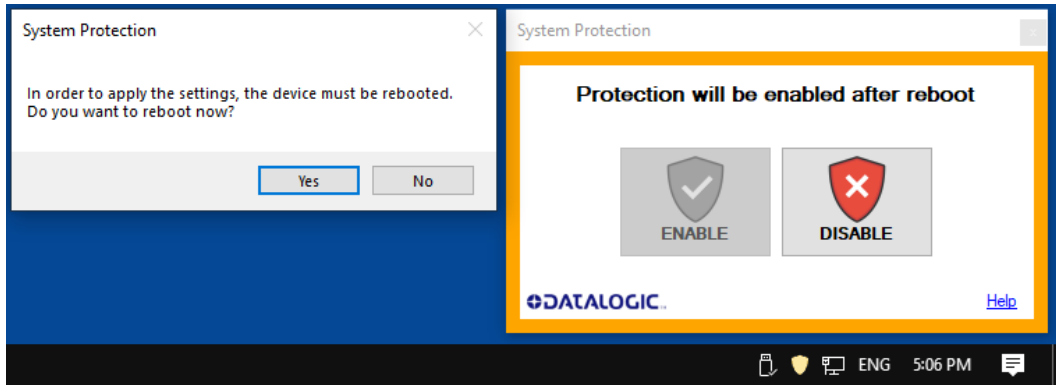 System Protection
In order to apply the settings, the device must be rebooted.
Do you want to reboot now?
Yes
No
System Protection
Protection will be enabled after reboot
ENABLE
DISABLE
DATALOGIC
Help
ENG 5:06 PM